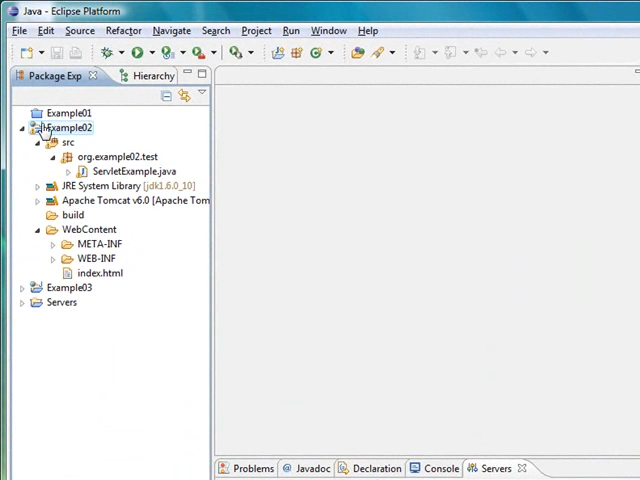 Java - Eclipse Platform
File Edit Source Refactor Navigate Search Project Run Window Help
Package Exp Hierarchy
Example01
Example02
src
org.example02.test
ServletExample.java
JRE System Library [jdk1.6.0_10]
Apache Tomcat v6.0 [Apache Tom
build
WebContent
META-INF
WEB-INF
index.html
Example03
Servers
Problems @ Javadoc Declaration Console Servers